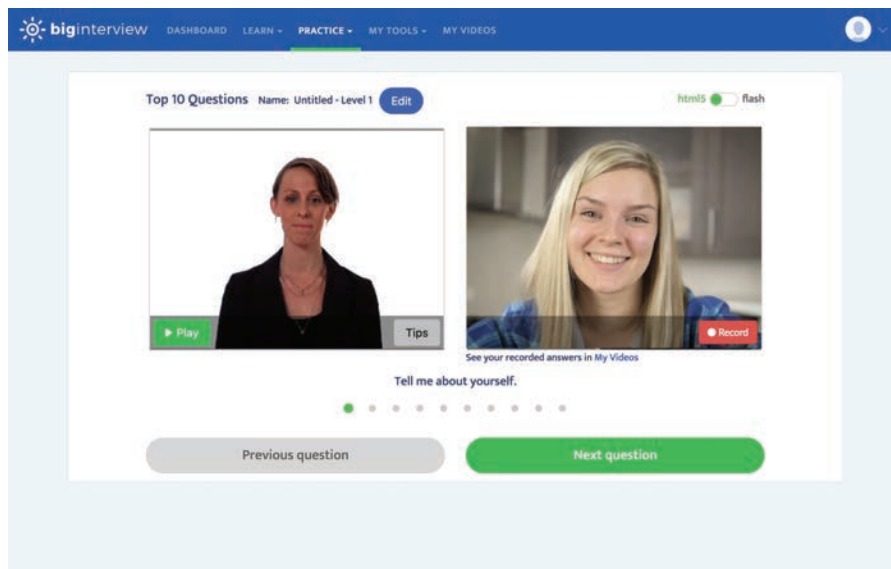 biginterview DASHBOARD LEARN PRACTICE MY TOOLS MY VIDEOS
Top 10 Questions Name: Untitled - Level 1 Edit html5 flash
Play Tips Record
See your recorded answers in My Videos
Tell me about yourself.
Previous question Next question